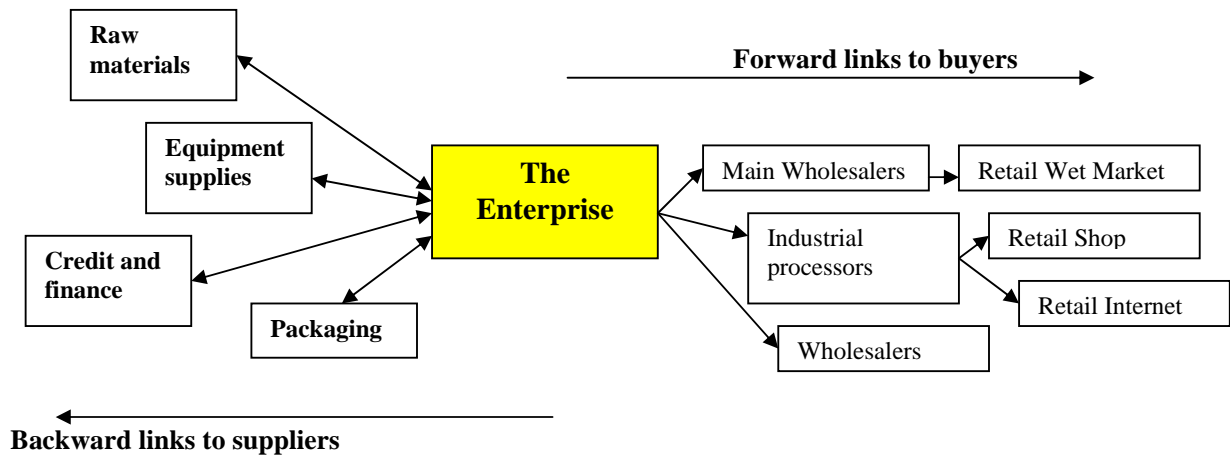 Raw
materials
Forward links to buyers
Equipment
supplies
The
Enterprise
Main Wholesalers
Retail Wet Market
Industrial
processors
Retail Shop
Credit and
finance
Packaging
Retail Internet
Wholesalers
Backward links to suppliers